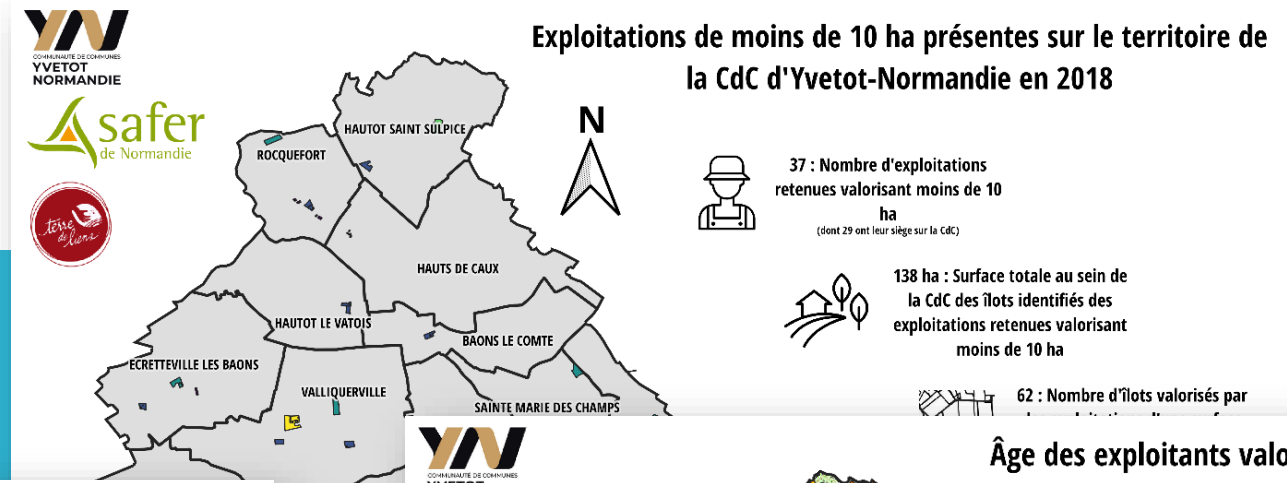 COMMUNAUTÉ DE COMMUNES
YVETOT
NORMANDIE
safer
de Normandie
terre
de liens
Exploitations de moins de 10 ha présentes sur le territoire de
la CdC d'Yvetot-Normandie en 2018
N
HAUTOT SAINT SULPICE
ROCQUEFORT
HAUTS DE CAUX
HAUTOT LE VATOIS
BAONS LE COMTE
ECRETTEVILLE LES BAONS
VALLIQUERVILLE
SAINTE MARIE DES CHAMPS
37 : Nombre d'exploitations
retenues valorisant moins de 10
ha
(dont 29 ont leur siège sur la CdC)
138 ha : Surface totale au sein de
la CdC des îlots identifiés des
exploitations retenues valorisant
moins de 10 ha
62 : Nombre d'îlots valorisés par
COMMUNAUTÉ DE COMMUNES
Âge des exploitants valo